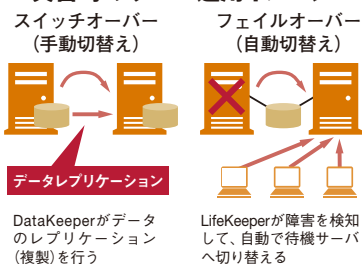 スイッチオーバー
(手動切替え)
フェイルオーバー
(自動切替え)
データレプリケーション
DataKeeperがデータ
のレプリケーション
(複製)を行う
LifeKeeperが障害を検知
して、自動で待機サーバ
へ切り替える